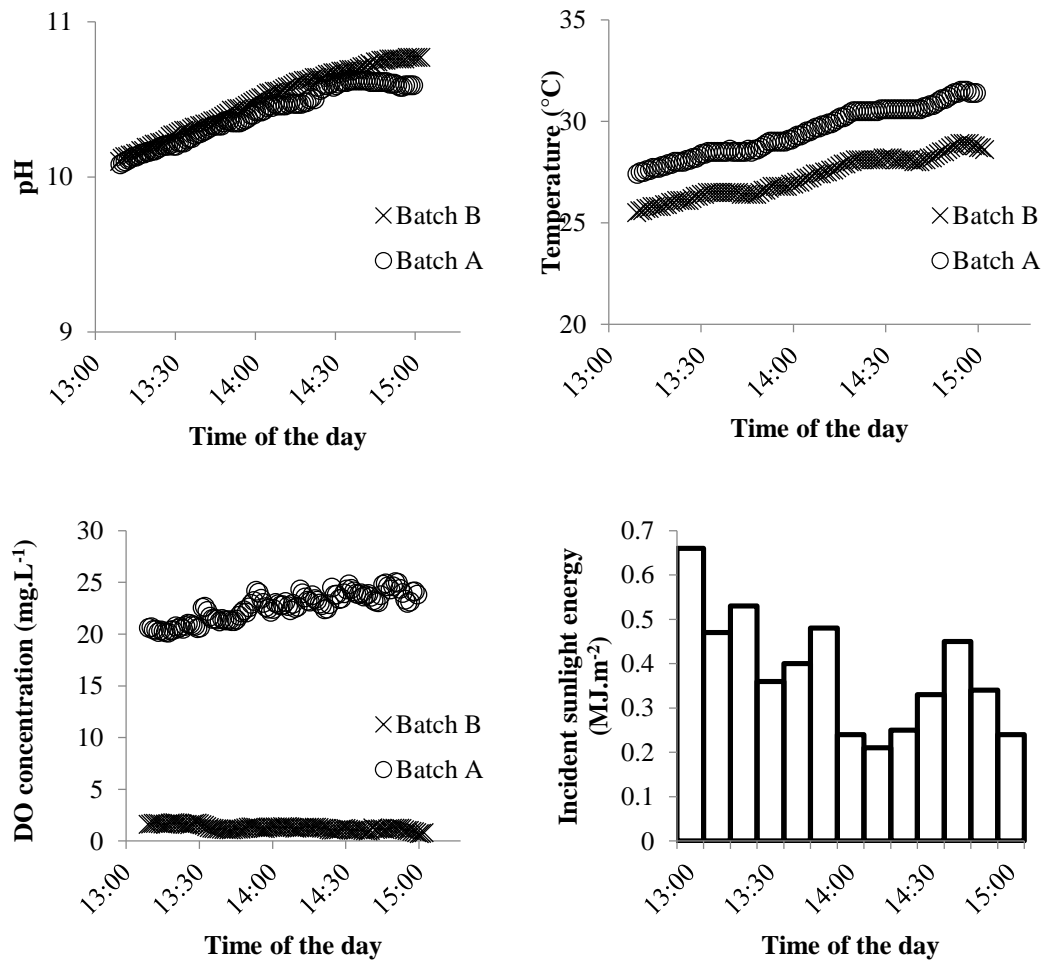 11
10
9
pH
× Batch B
○ Batch A
13:00
13:30
14:00
14:30
15:00
Time of the day
35
30
25
20
Temperature (°C)
× Batch B
○ Batch A
13:00
13:30
14:00
14:30
15:00
Time of the day
30
25
20
15
10
5
0
DO concentration (mg.L⁻¹)
× Batch B
○ Batch A
13:00
13:30
14:00
14:30
15:00
Time of the day
0.7
0.6
0.5
0.4
0.3
0.2
0.1
0
Incident sunlight energy
(MJ.m⁻²)
13:00
13:30
14:00
14:30
15:00
Time of the day